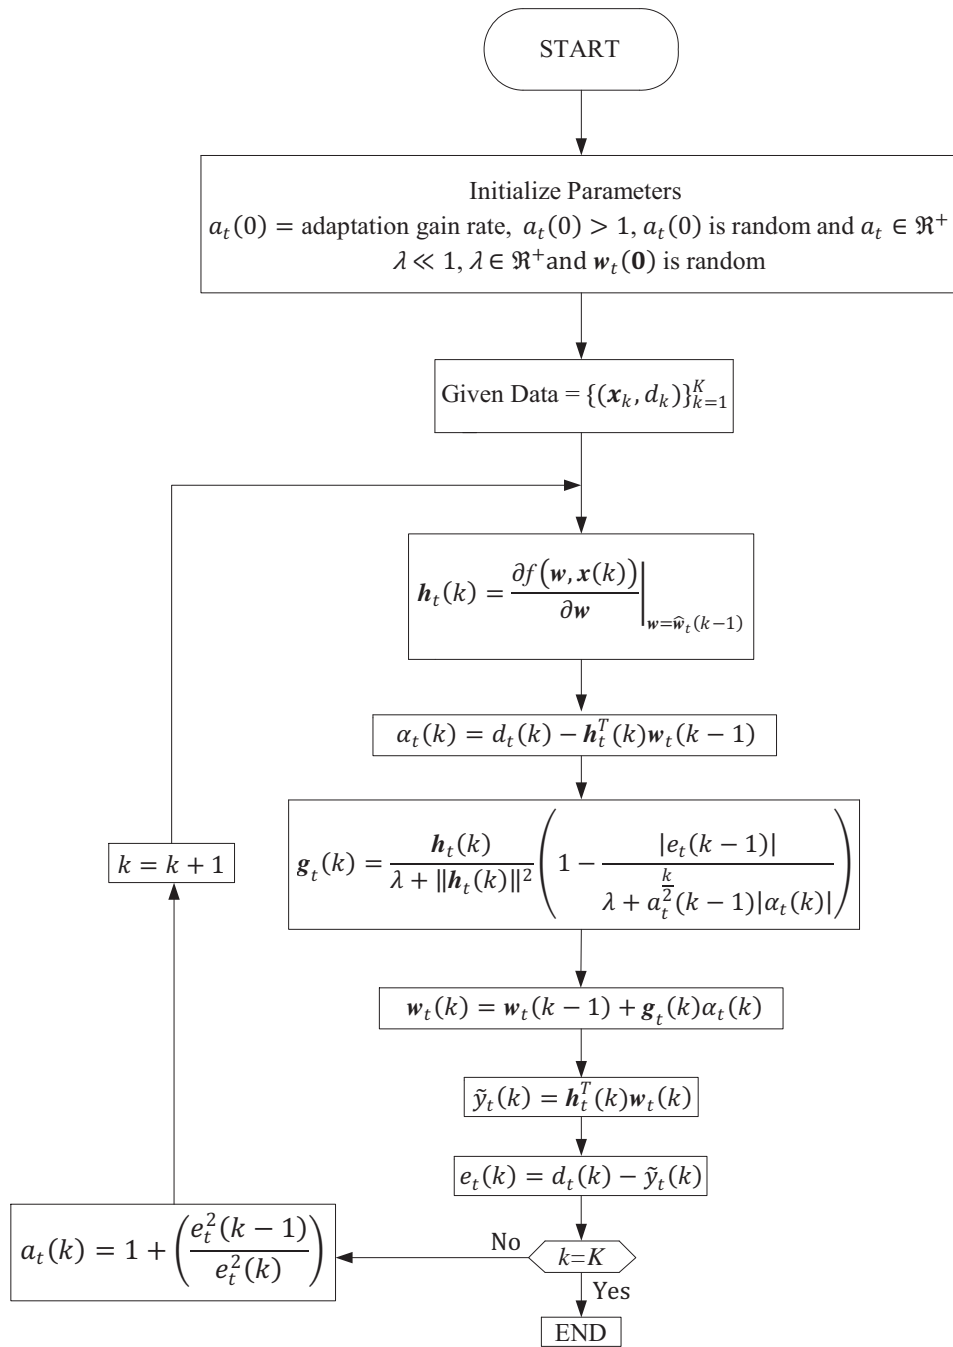 START
Initialize Parameters
a_t(0) = adaptation gain rate, a_t(0) > 1, a_t(0) is random and a_t ∈ ℜ⁺
λ ≪ 1, λ ∈ ℜ⁺and w_t(0) is random
Given Data = {(x_k, d_k)}_{k=1}^K
h_t(k) = ∂f(w, x(k))/∂w |_{w=ŵ_t(k−1)}
α_t(k) = d_t(k) − h_t^T(k)w_t(k − 1)
g_t(k) = h_t(k)/(λ + ‖h_t(k)‖²) (1 − |e_t(k − 1)|/(λ + a_t^{k/2}(k − 1)|α_t(k)|))
k = k + 1
w_t(k) = w_t(k − 1) + g_t(k)α_t(k)
ỹ_t(k) = h_t^T(k)w_t(k)
e_t(k) = d_t(k) − ỹ_t(k)
a_t(k) = 1 + (e_t²(k − 1)/e_t²(k))
No
k=K
Yes
END